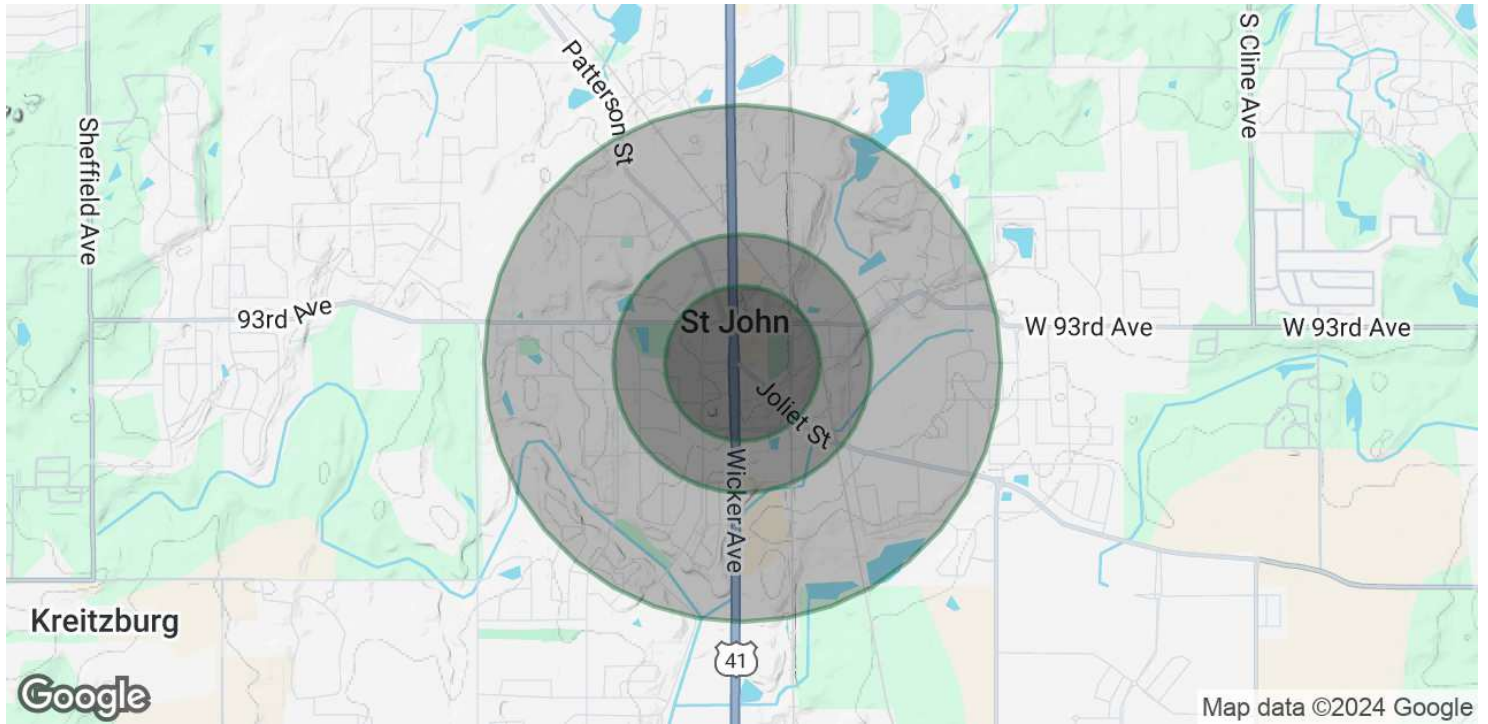 Patterson St
S Cline Ave
Sheffield Ave
93rd Ave
St John
W 93rd Ave
W 93rd Ave
Joliet St
Wicker Ave
Kreitzburg
41
Google
Map data ©2024 Google